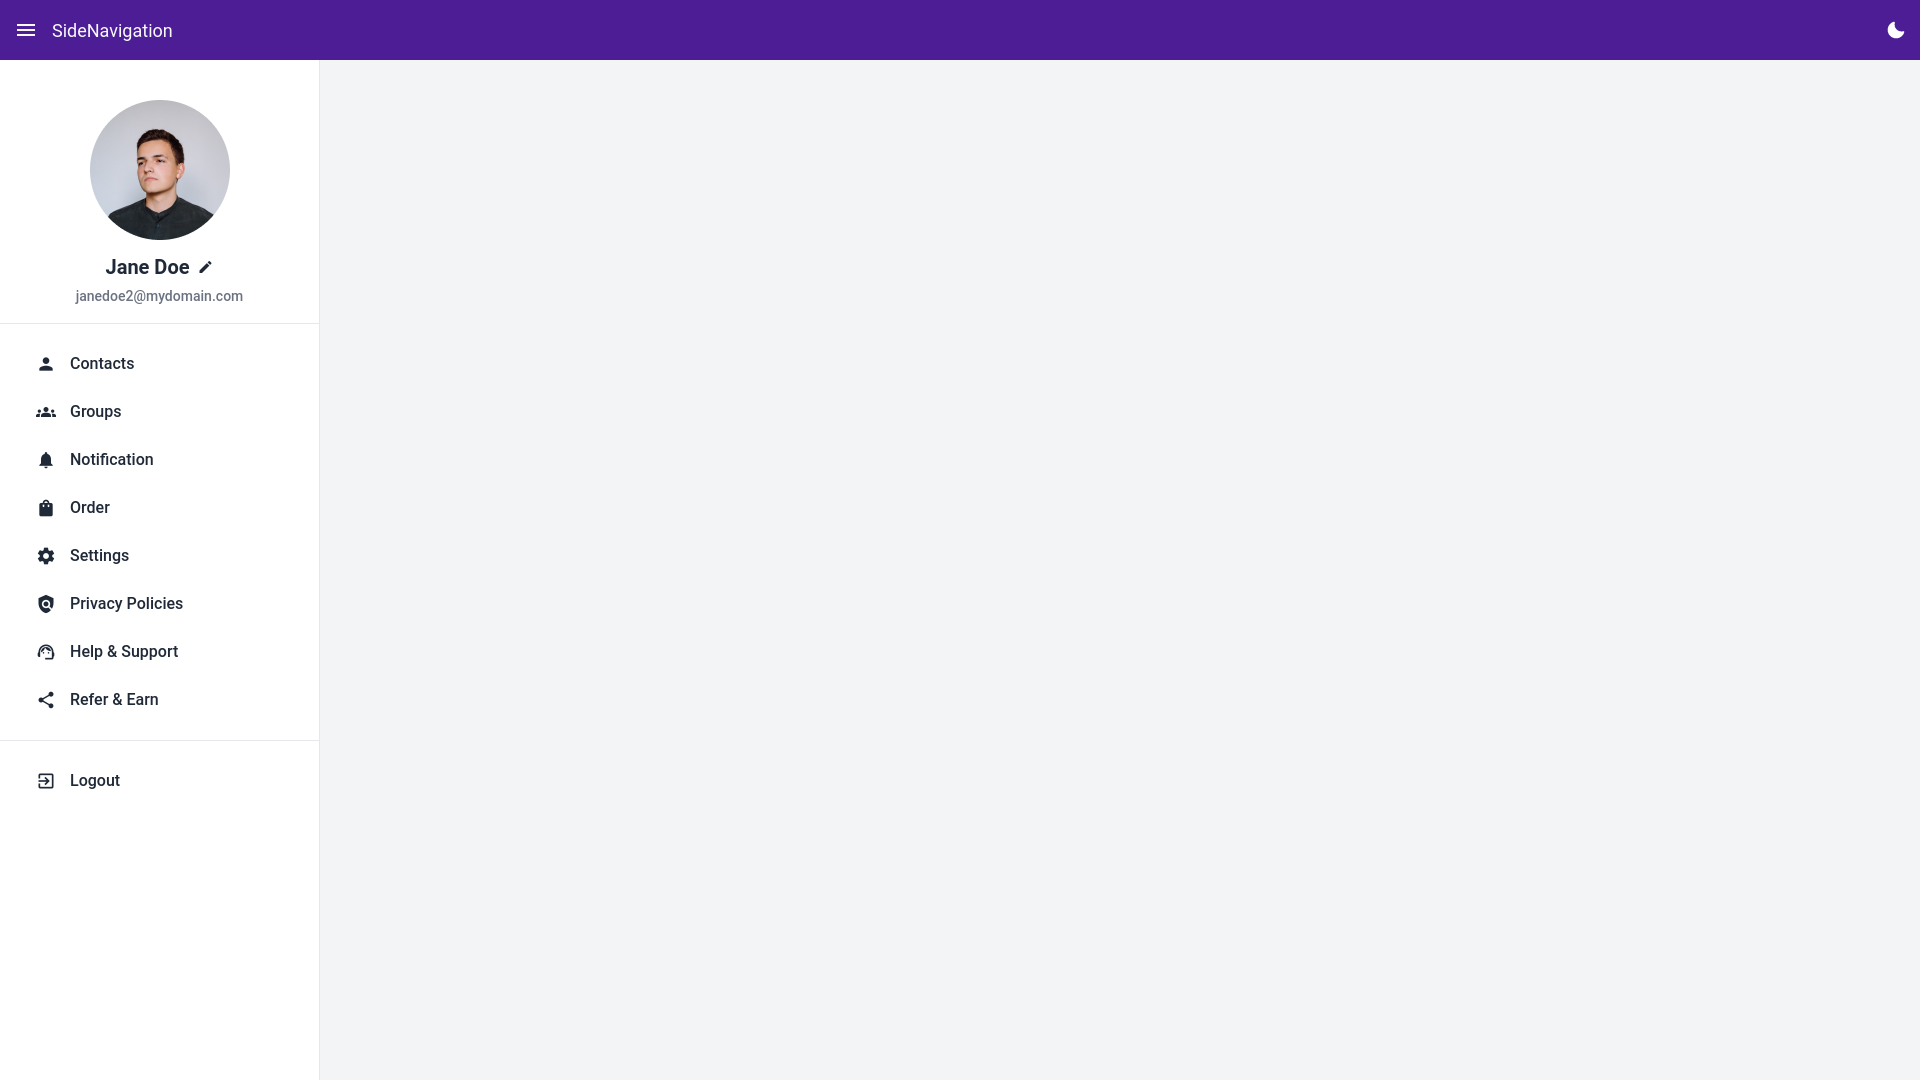 SideNavigation
Jane Doe
janedoe2@mydomain.com
Contacts
Groups
Notification
Order
Settings
Privacy Policies
Help & Support
Refer & Earn
Logout